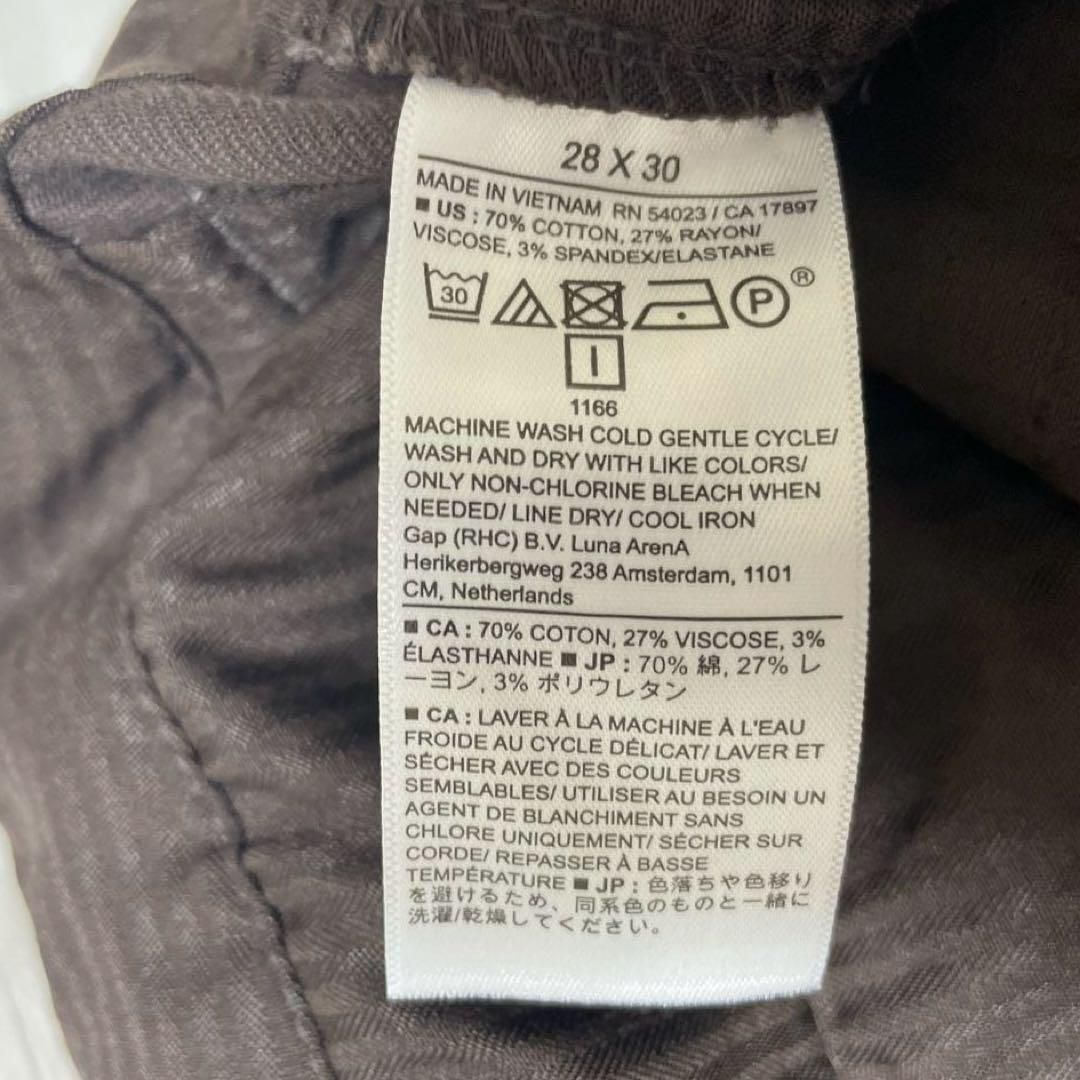 28 X 30
MADE IN VIETNAM RN 54023 / CA 17897
■ US : 70% COTTON, 27% RAYON/
VISCOSE, 3% SPANDEX/ELASTANE
30 P ®
1166
MACHINE WASH COLD GENTLE CYCLE/
WASH AND DRY WITH LIKE COLORS/
ONLY NON-CHLORINE BLEACH WHEN
NEEDED/ LINE DRY/ COOL IRON
Gap (RHC) B.V. Luna ArenA
Herikerbergweg 238 Amsterdam, 1101
CM, Netherlands
■ CA : 70% COTON, 27% VISCOSE, 3%
ÉLASTHANNE ■ JP : 70% 綿, 27% レ
ーヨン, 3% ポリウレタン
■ CA : LAVER À LA MACHINE À L'EAU
FROIDE AU CYCLE DÉLICAT/ LAVER ET
SÉCHER AVEC DES COULEURS
SEMBLABLES/ UTILISER AU BESOIN UN
AGENT DE BLANCHIMENT SANS
CHLORE UNIQUEMENT/ SÉCHER SUR
CORDE/ REPASSER À BASSE
TEMPÉRATURE ■ JP : 色落ちや色移り
を避けるため、同系色のものと一緒に
洗濯/乾燥してください。